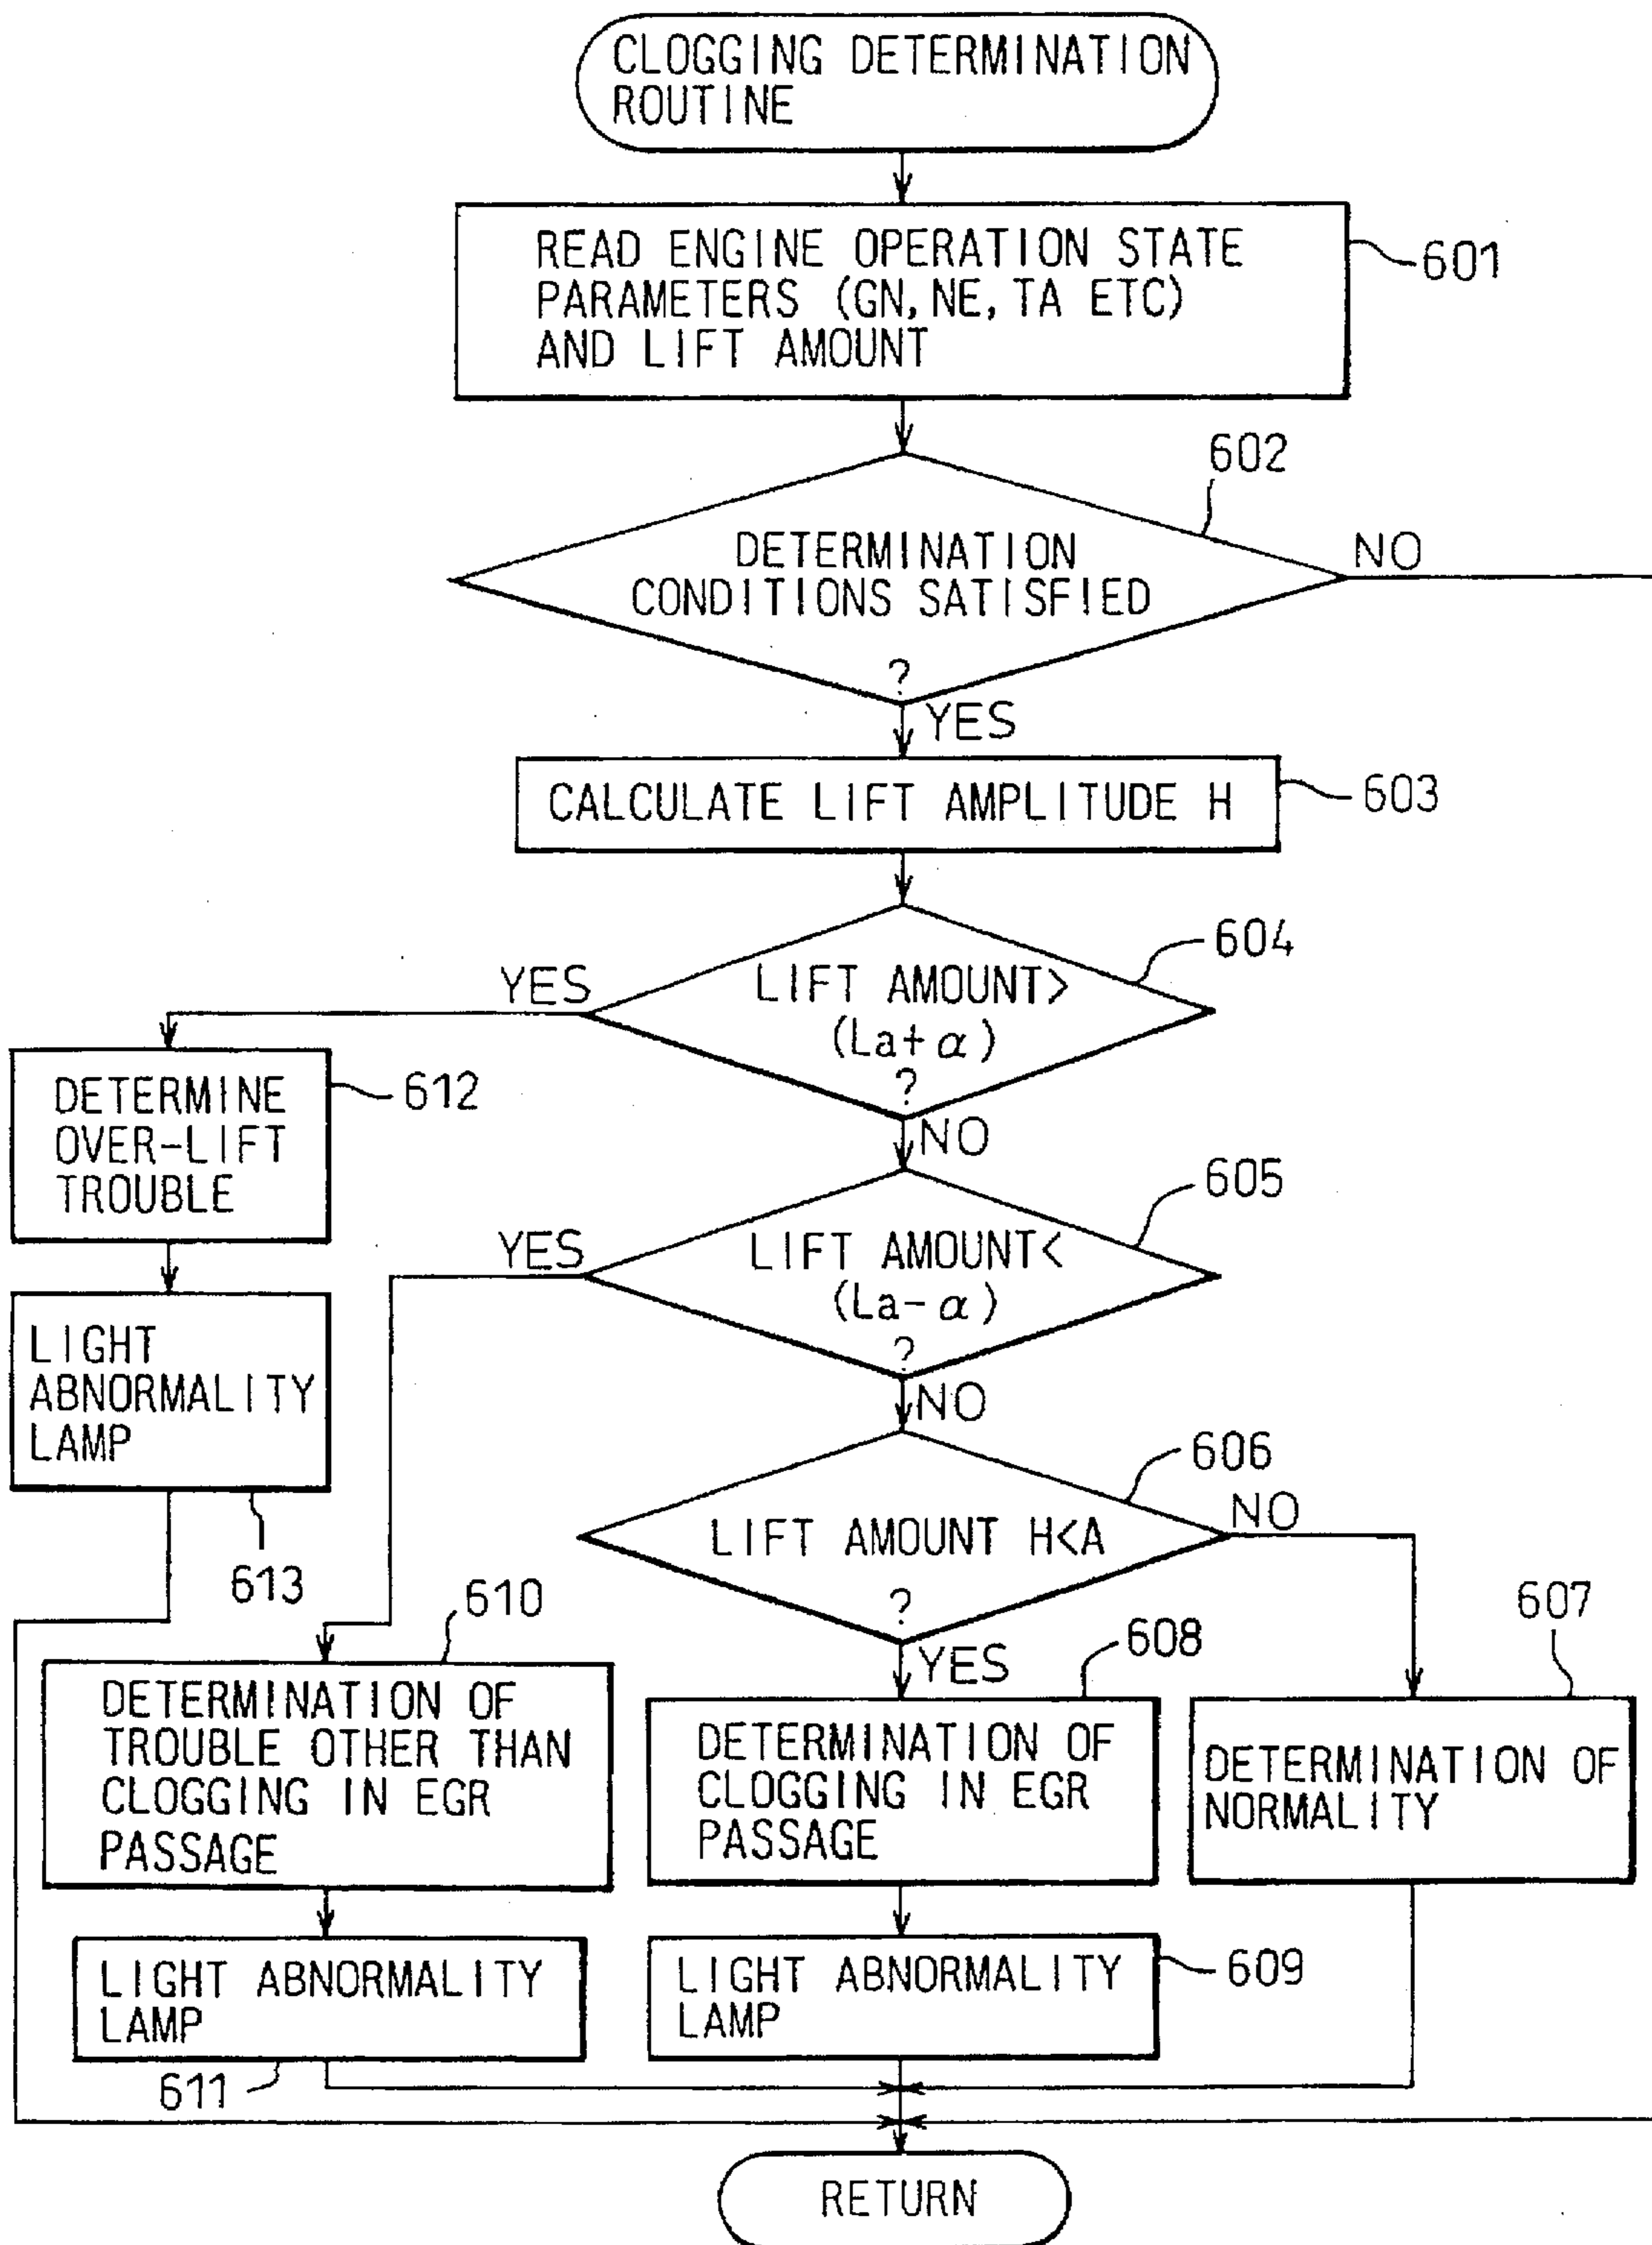 CLOGGING DETERMINATION
ROUTINE
READ ENGINE OPERATION STATE
PARAMETERS (GN, NE, TA ETC)
AND LIFT AMOUNT
601
602
DETERMINATION
CONDITIONS SATISFIED
?
NO
YES
CALCULATE LIFT AMPLITUDE H
603
604
YES
LIFT AMOUNT>
(La+α)
?
NO
DETERMINE
OVER-LIFT
TROUBLE
612
605
YES
LIFT AMOUNT<
(La-α)
?
NO
LIGHT
ABNORMALITY
LAMP
613
606
LIFT AMOUNT H<A
?
NO
YES
610
DETERMINATION OF
TROUBLE OTHER THAN
CLOGGING IN EGR
PASSAGE
608
DETERMINATION OF
CLOGGING IN EGR
PASSAGE
607
DETERMINATION OF
NORMALITY
LIGHT ABNORMALITY
LAMP
611
LIGHT ABNORMALITY
LAMP
609
RETURN